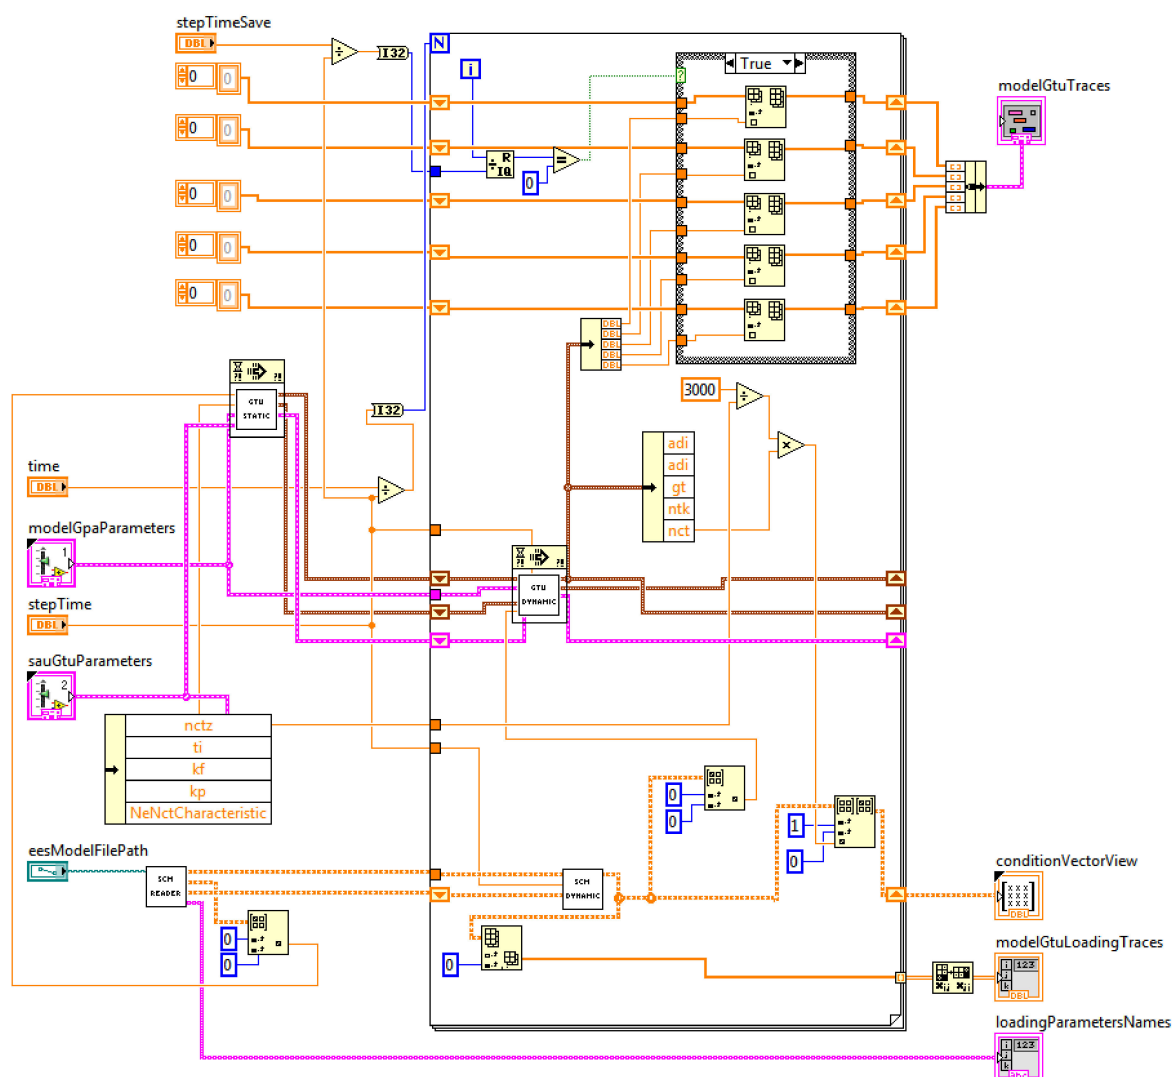 stepTimeSave
DBL
÷
I32
N
0 0
i
True
?
modelGtuTraces
0 0
R
IQ
=
0
0 0
0 0
0 0
DBL
DBL
DBL
DBL
DBL
GTU
STATIC
3000
÷
I32
×
adi
adi
gt
ntk
nct
time
DBL
÷
modelGpaParameters
1
GTU
DYNAMIC
stepTime
DBL
sauGtuParameters
2
nctz
ti
kf
kp
NeNctCharacteristic
0
0
1
0
eesModelFilePath
SCM
READER
SCM
DYNAMIC
conditionVectorView
DBL
0
0
0
modelGtuLoadingTraces
123
DBL
loadingParametersNames
123
abc